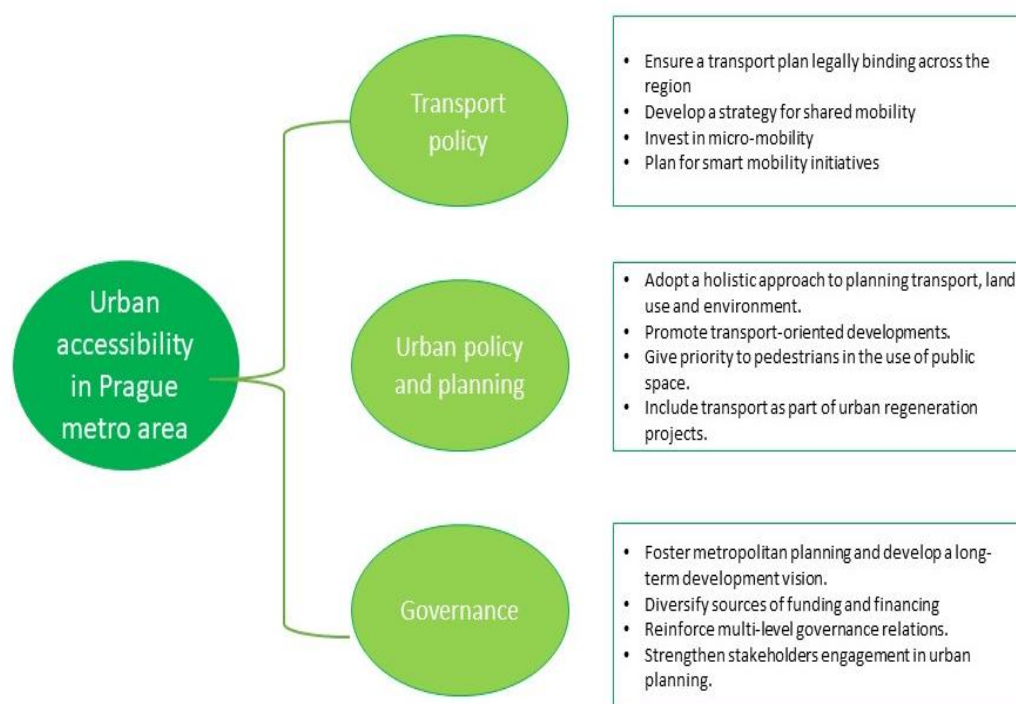 Urban
accessibility
in Prague
metro area
Transport
policy
• Ensure a transport plan legally binding across the
region
• Develop a strategy for shared mobility
• Invest in micro-mobility
• Plan for smart mobility initiatives
Urban policy
and planning
• Adopt a holistic approach to planning transport, land
use and environment.
• Promote transport-oriented developments.
• Give priority to pedestrians in the use of public
space.
• Include transport as part of urban regeneration
projects.
Governance
• Foster metropolitan planning and develop a long-
term development vision.
• Diversify sources of funding and financing
• Reinforce multi-level governance relations.
• Strengthen stakeholders engagement in urban
planning.